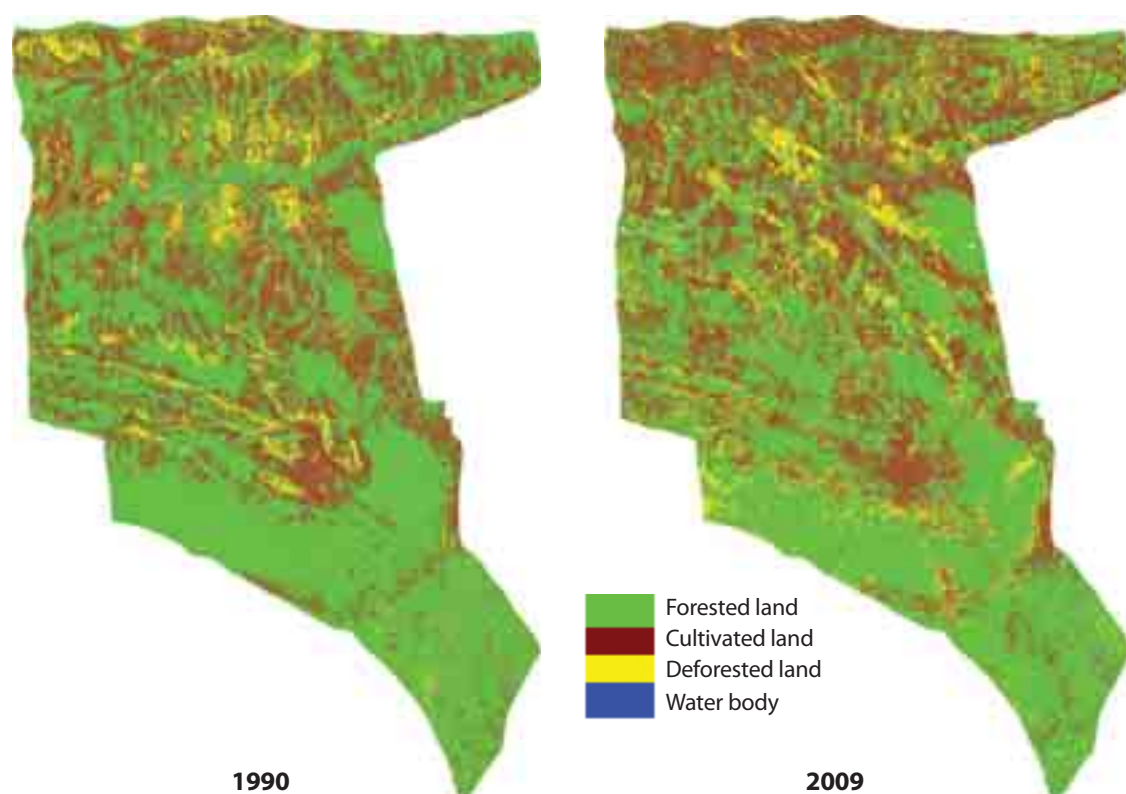 Forested land
Cultivated land
Deforested land
Water body
1990
2009